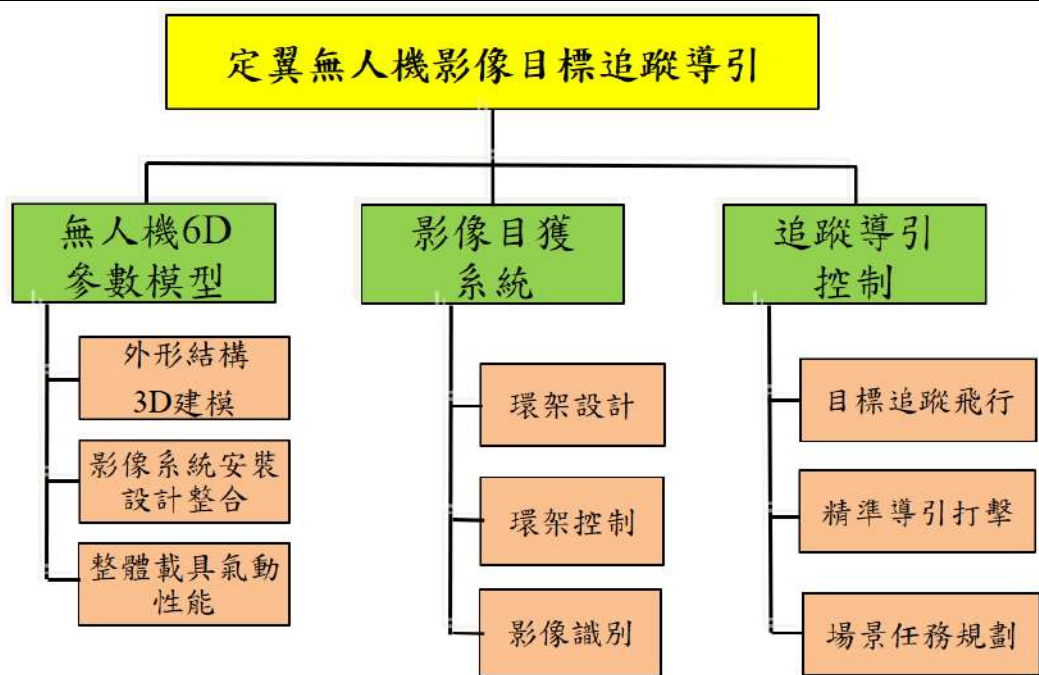 定翼無人機影像目標追蹤導引
無人機6D
參數模型
外形結構
3D建模
影像系統安裝
設計整合
整體載具氣動
性能
影像目獲
系統
環架設計
環架控制
影像識別
追蹤導引
控制
目標追蹤飛行
精準導引打擊
場景任務規劃